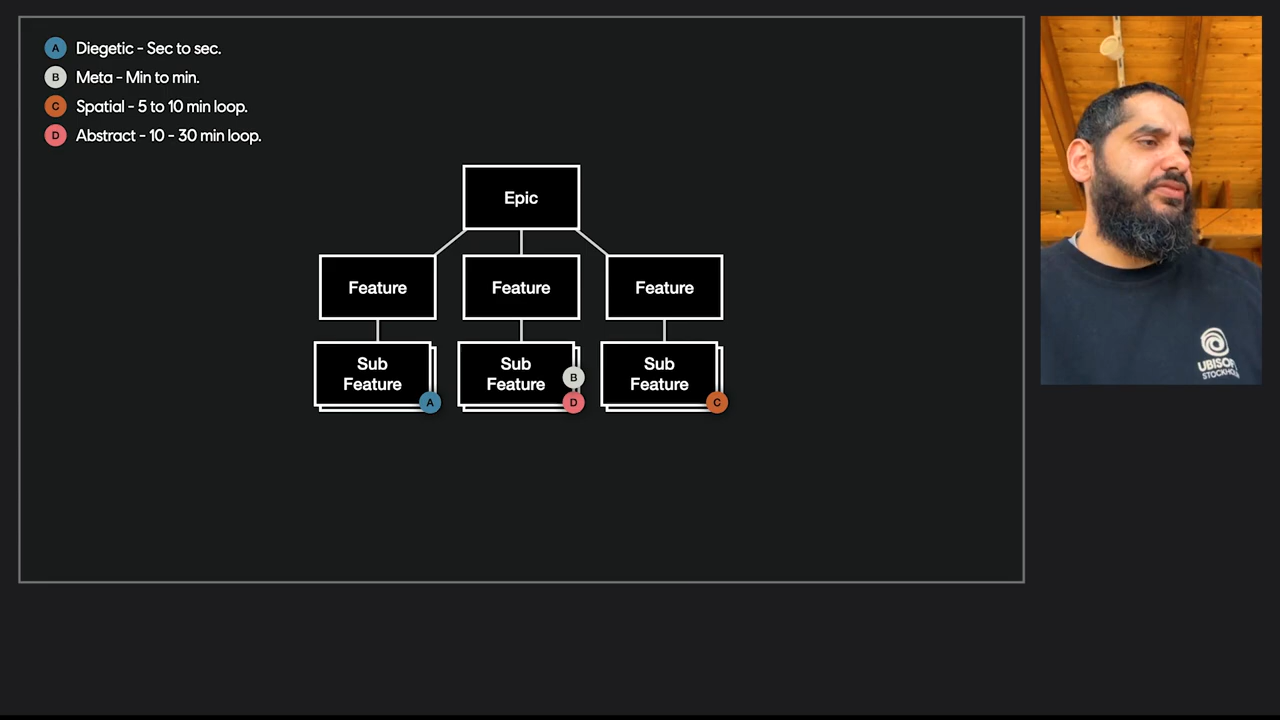 A Diegetic - Sec to sec.
B Meta - Min to min.
C Spatial - 5 to 10 min loop.
D Abstract - 10 - 30 min loop.
Epic
Feature Feature Feature
Sub Feature
A
Sub Feature
B
D
Sub Feature
C
UBISOFT
STOCKHOLM